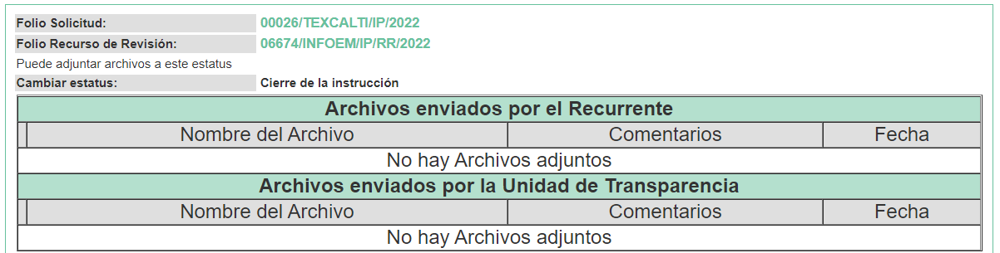 Folio Solicitud: 00026/TEXCALTI/IP/2022
Folio Recurso de Revisión: 06674/INFOEM/IP/RR/2022
Puede adjuntar archivos a este estatus
Cambiar estatus: Cierre de la instrucción
Archivos enviados por el Recurrente
Nombre del Archivo Comentarios Fecha
No hay Archivos adjuntos
Archivos enviados por la Unidad de Transparencia
Nombre del Archivo Comentarios Fecha
No hay Archivos adjuntos